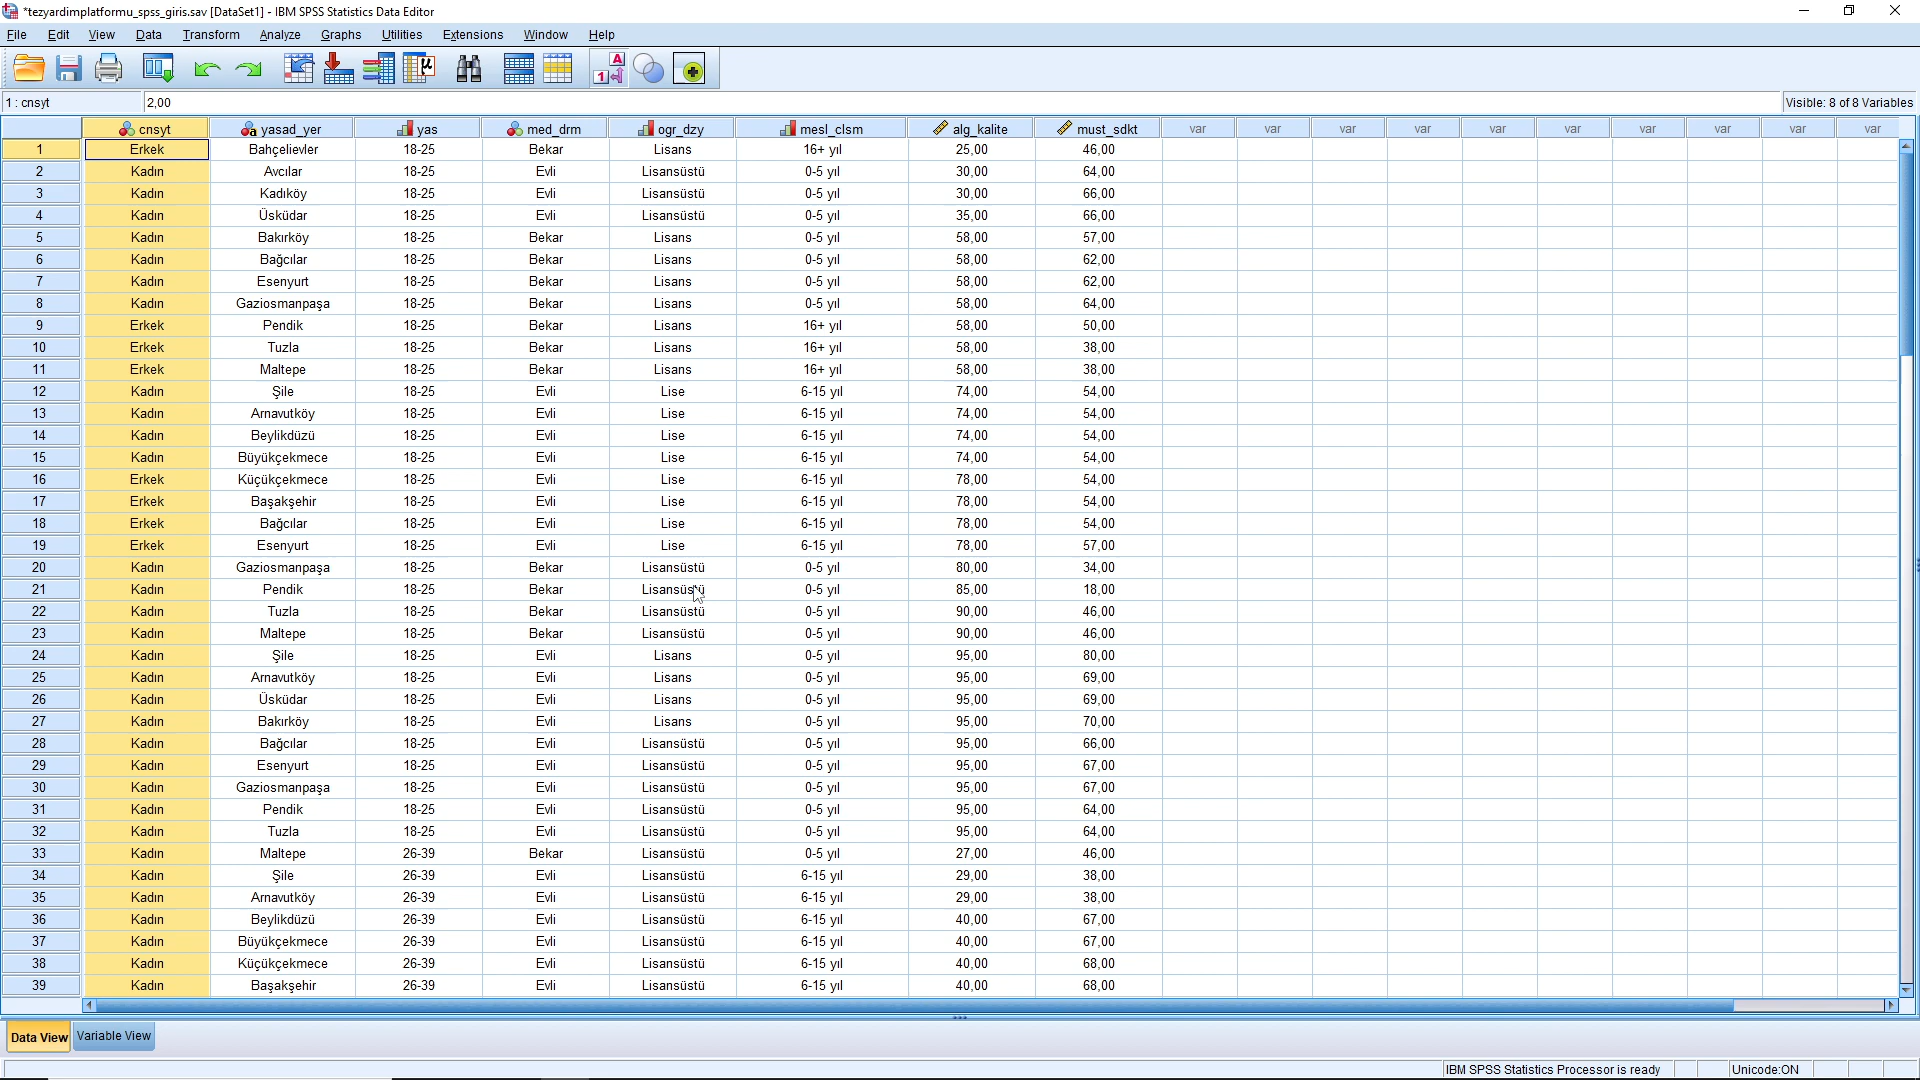 *tezyardimplatformu_spss_giris.sav [DataSet1] - IBM SPSS Statistics Data Editor
File Edit View Data Transform Analyze Graphs Utilities Extensions Window Help
1 : cnsyt 2,00 Visible: 8 of 8 Variables
cnsyt yasad_yer yas med_drm ogr_dzy mesl_clsm alg_kalite must_sdkt var var var var var var var var var var
1 Erkek Bahçelievler 18-25 Bekar Lisans 16+ yıl 25,00 46,00
2 Kadın Avcılar 18-25 Evli Lisansüstü 0-5 yıl 30,00 64,00
3 Kadın Kadıköy 18-25 Evli Lisansüstü 0-5 yıl 30,00 66,00
4 Kadın Üsküdar 18-25 Evli Lisansüstü 0-5 yıl 35,00 66,00
5 Kadın Bakırköy 18-25 Bekar Lisans 0-5 yıl 58,00 57,00
6 Kadın Bağcılar 18-25 Bekar Lisans 0-5 yıl 58,00 62,00
7 Kadın Esenyurt 18-25 Bekar Lisans 0-5 yıl 58,00 62,00
8 Kadın Gaziosmanpaşa 18-25 Bekar Lisans 0-5 yıl 58,00 64,00
9 Erkek Pendik 18-25 Bekar Lisans 16+ yıl 58,00 50,00
10 Erkek Tuzla 18-25 Bekar Lisans 16+ yıl 58,00 38,00
11 Erkek Maltepe 18-25 Bekar Lisans 16+ yıl 58,00 38,00
12 Kadın Şile 18-25 Evli Lise 6-15 yıl 74,00 54,00
13 Kadın Arnavutköy 18-25 Evli Lise 6-15 yıl 74,00 54,00
14 Kadın Beylikdüzü 18-25 Evli Lise 6-15 yıl 74,00 54,00
15 Kadın Büyükçekmece 18-25 Evli Lise 6-15 yıl 74,00 54,00
16 Erkek Küçükçekmece 18-25 Evli Lise 6-15 yıl 78,00 54,00
17 Erkek Başakşehir 18-25 Evli Lise 6-15 yıl 78,00 54,00
18 Erkek Bağcılar 18-25 Evli Lise 6-15 yıl 78,00 54,00
19 Erkek Esenyurt 18-25 Evli Lise 6-15 yıl 78,00 57,00
20 Kadın Gaziosmanpaşa 18-25 Bekar Lisansüstü 0-5 yıl 80,00 34,00
21 Kadın Pendik 18-25 Bekar Lisansüstü 0-5 yıl 85,00 18,00
22 Kadın Tuzla 18-25 Bekar Lisansüstü 0-5 yıl 90,00 46,00
23 Kadın Maltepe 18-25 Bekar Lisansüstü 0-5 yıl 90,00 46,00
24 Kadın Şile 18-25 Evli Lisans 0-5 yıl 95,00 80,00
25 Kadın Arnavutköy 18-25 Evli Lisans 0-5 yıl 95,00 69,00
26 Kadın Üsküdar 18-25 Evli Lisans 0-5 yıl 95,00 69,00
27 Kadın Bakırköy 18-25 Evli Lisans 0-5 yıl 95,00 70,00
28 Kadın Bağcılar 18-25 Evli Lisansüstü 0-5 yıl 95,00 66,00
29 Kadın Esenyurt 18-25 Evli Lisansüstü 0-5 yıl 95,00 67,00
30 Kadın Gaziosmanpaşa 18-25 Evli Lisansüstü 0-5 yıl 95,00 67,00
31 Kadın Pendik 18-25 Evli Lisansüstü 0-5 yıl 95,00 64,00
32 Kadın Tuzla 18-25 Evli Lisansüstü 0-5 yıl 95,00 64,00
33 Kadın Maltepe 26-39 Bekar Lisansüstü 0-5 yıl 27,00 46,00
34 Kadın Şile 26-39 Evli Lisansüstü 6-15 yıl 29,00 38,00
35 Kadın Arnavutköy 26-39 Evli Lisansüstü 6-15 yıl 29,00 38,00
36 Kadın Beylikdüzü 26-39 Evli Lisansüstü 6-15 yıl 40,00 67,00
37 Kadın Büyükçekmece 26-39 Evli Lisansüstü 6-15 yıl 40,00 67,00
38 Kadın Küçükçekmece 26-39 Evli Lisansüstü 6-15 yıl 40,00 68,00
39 Kadın Başakşehir 26-39 Evli Lisansüstü 6-15 yıl 40,00 68,00
Data View Variable View
IBM SPSS Statistics Processor is ready Unicode:ON